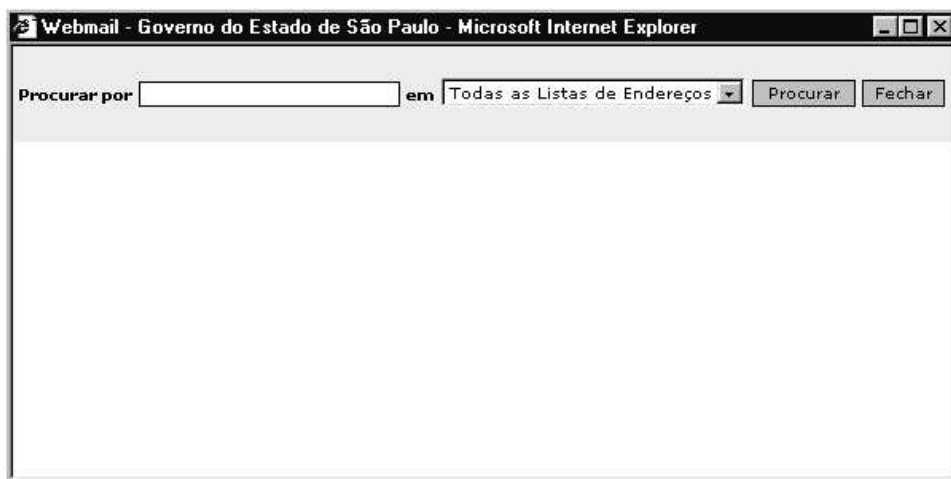 Webmail - Governo do Estado de São Paulo - Microsoft Internet Explorer
Procurar por em Todas as Listas de Endereços Procurar Fechar